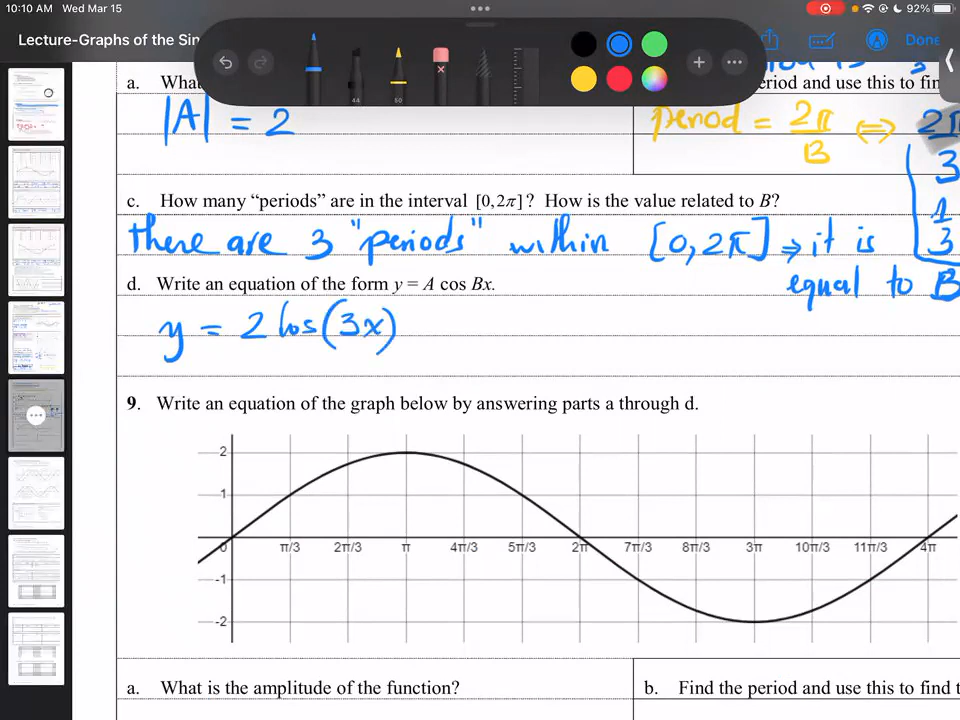 10:10 AM Wed Mar 15
92%
Lecture-Graphs of the Sin
Done
44
50
a. Wha
eriod and use this to fin
|A| = 2
period = 2π/B ⇔ 2π
3
1
3
c. How many “periods” are in the interval [0,2π]? How is the value related to B?
there are 3 "periods" within [0, 2π] ⇒ it is
equal to B
d. Write an equation of the form y = A cos Bx.
y = 2 cos(3x)
9. Write an equation of the graph below by answering parts a through d.
2
1
0 π/3 2π/3 π 4π/3 5π/3 2π 7π/3 8π/3 3π 10π/3 11π/3 4π
-1
-2
a. What is the amplitude of the function?
b. Find the period and use this to find t